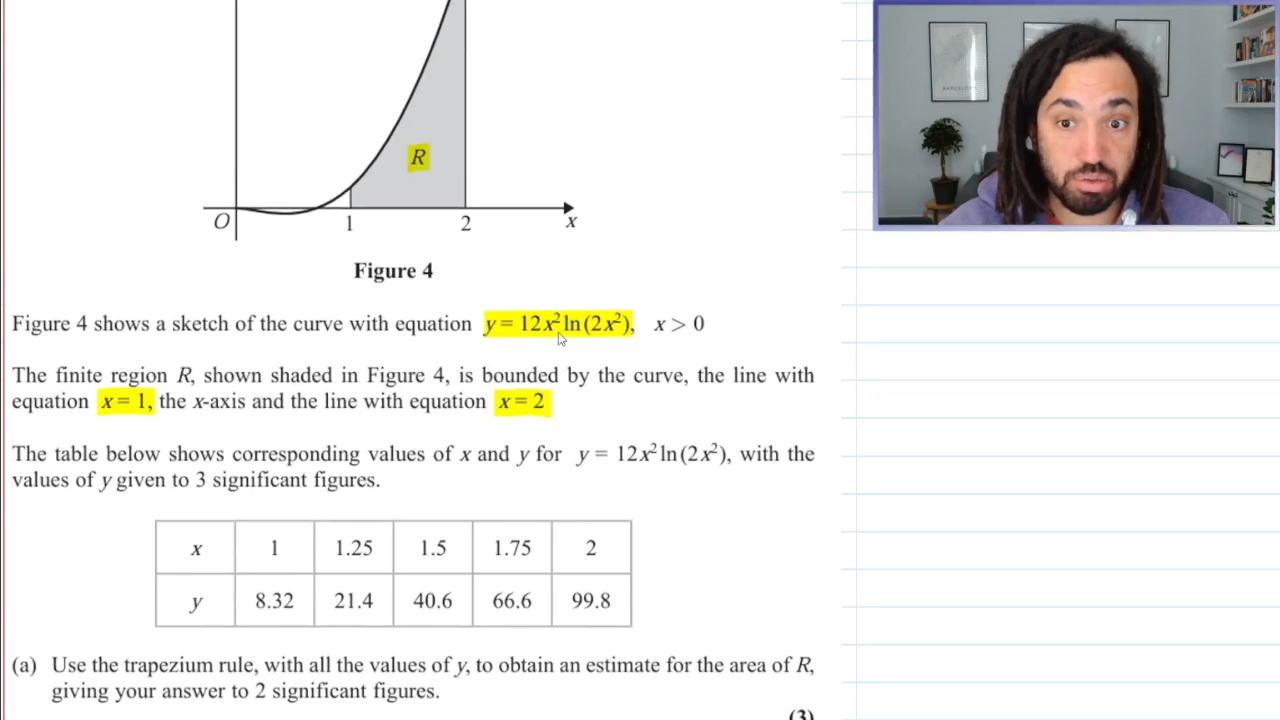 R
O
1
2
x
Figure 4
Figure 4 shows a sketch of the curve with equation y = 12x² ln(2x²), x > 0
The finite region R, shown shaded in Figure 4, is bounded by the curve, the line with
equation x = 1, the x-axis and the line with equation x = 2
The table below shows corresponding values of x and y for y = 12x² ln(2x²), with the
values of y given to 3 significant figures.
x 1 1.25 1.5 1.75 2
y 8.32 21.4 40.6 66.6 99.8
(a) Use the trapezium rule, with all the values of y, to obtain an estimate for the area of R,
giving your answer to 2 significant figures.
(3)
BARCELONA